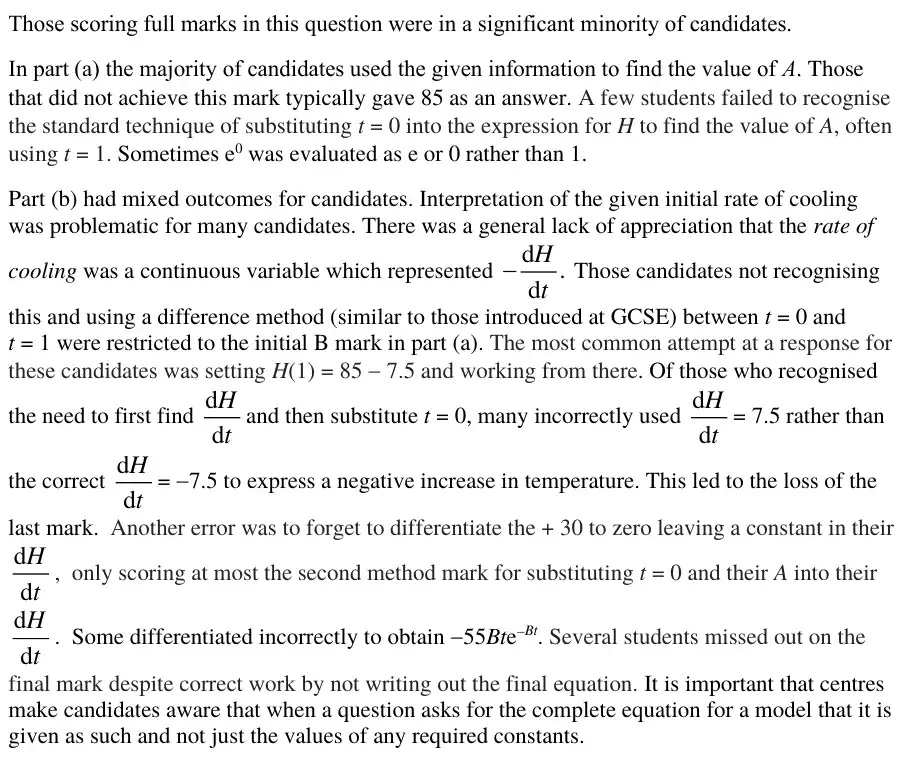 Those scoring full marks in this question were in a significant minority of candidates.
In part (a) the majority of candidates used the given information to find the value of A. Those
that did not achieve this mark typically gave 85 as an answer. A few students failed to recognise
the standard technique of substituting t = 0 into the expression for H to find the value of A, often
using t = 1. Sometimes e⁰ was evaluated as e or 0 rather than 1.
Part (b) had mixed outcomes for candidates. Interpretation of the given initial rate of cooling
was problematic for many candidates. There was a general lack of appreciation that the rate of
cooling was a continuous variable which represented −dH/dt. Those candidates not recognising
this and using a difference method (similar to those introduced at GCSE) between t = 0 and
t = 1 were restricted to the initial B mark in part (a). The most common attempt at a response for
these candidates was setting H(1) = 85 – 7.5 and working from there. Of those who recognised
the need to first find dH/dt and then substitute t = 0, many incorrectly used dH/dt = 7.5 rather than
the correct dH/dt = −7.5 to express a negative increase in temperature. This led to the loss of the
last mark. Another error was to forget to differentiate the + 30 to zero leaving a constant in their
dH/dt, only scoring at most the second method mark for substituting t = 0 and their A into their
dH/dt. Some differentiated incorrectly to obtain –55Bte⁻ᴮᵗ. Several students missed out on the
final mark despite correct work by not writing out the final equation. It is important that centres
make candidates aware that when a question asks for the complete equation for a model that it is
given as such and not just the values of any required constants.